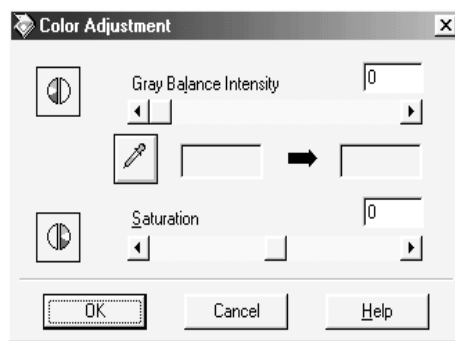 Color Adjustment
Gray Balance Intensity 0
Saturation 0
OK Cancel Help